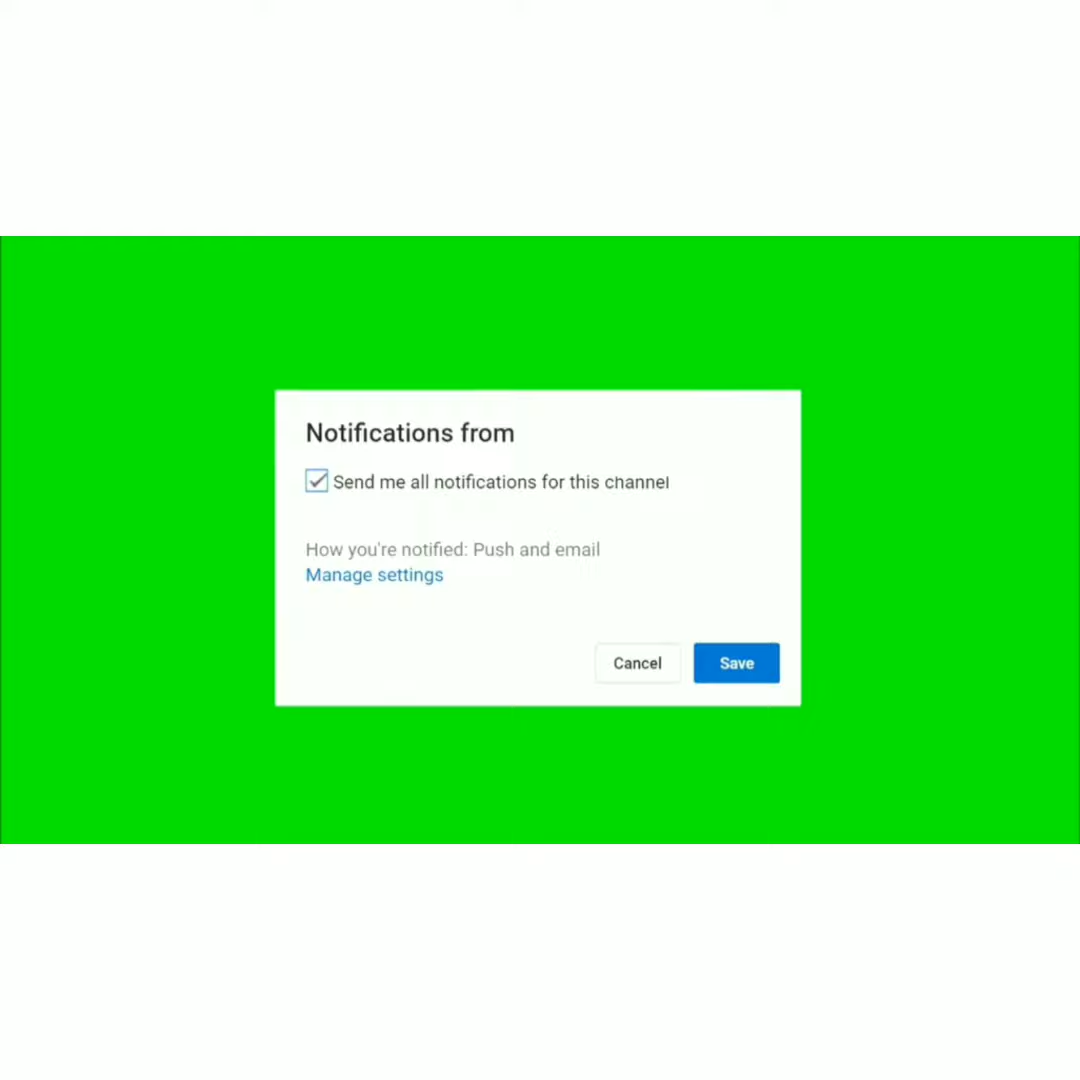 Notifications from
Send me all notifications for this channel
How you're notified: Push and email
Manage settings
Cancel Save